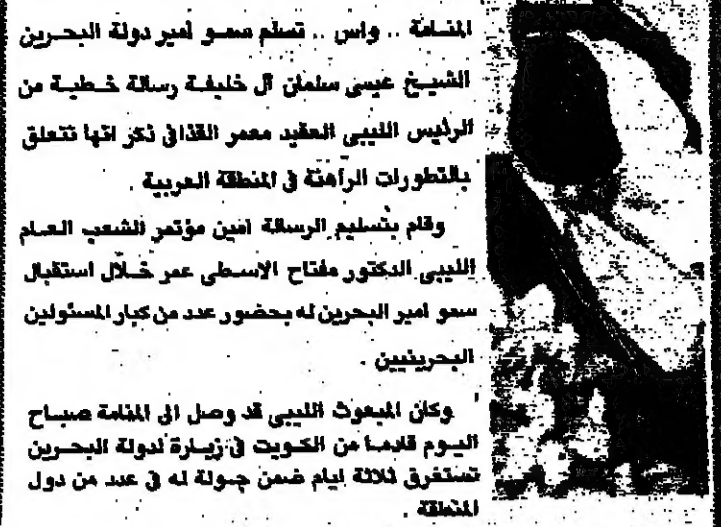 المنامة .. واس .. تسلم سمو أمير دولة البحرين
الشيخ عيسى سلمان آل خليفة رسالة خطية من
الرئيس الليبي العقيد معمر القذافي ذكر انها تتعلق
بالتطورات الراهنة في المنطقة العربية .
وقام بتسليم الرسالة امين مؤتمر الشعب العام
الليبي الدكتور مفتاح الاسطى عمر خلال استقبال
سمو امير البحرين له بحضور عدد من كبار المسئولين
البحرينيين .
وكان المبعوث الليبي قد وصل الى المنامة صباح
اليوم قادما من الكويت في زيارة لدولة البحرين
تستغرق ثلاثة ايام ضمن جولة له في عدد من دول
المنطقة .